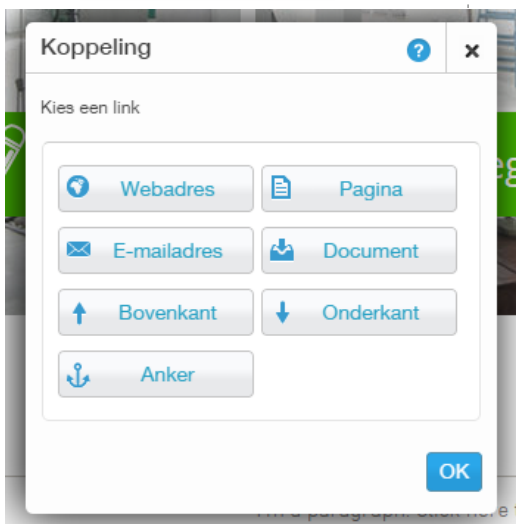 Koppeling
Kies een link
Webadres
Pagina
E-mailadres
Document
Bovenkant
Onderkant
Anker
OK